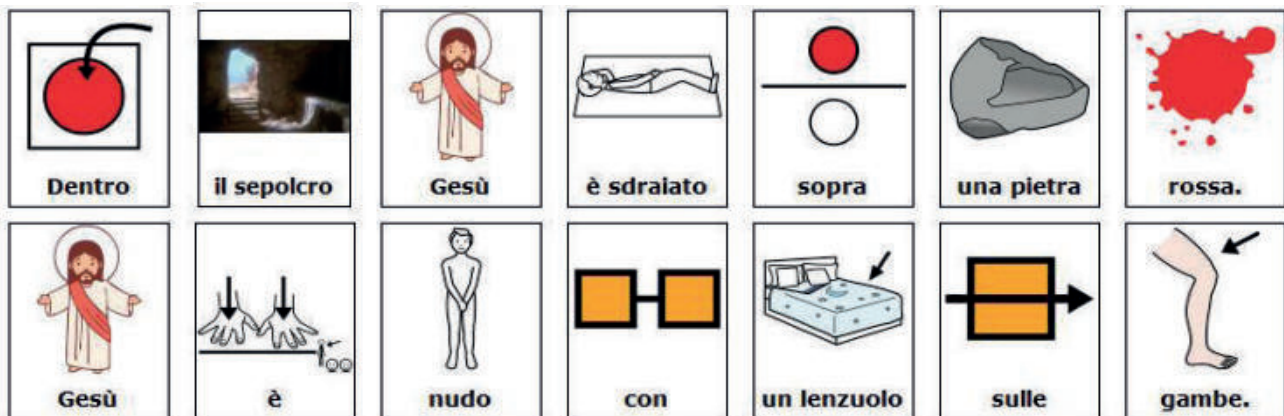 Dentro il sepolcro Gesù è sdraiato sopra una pietra rossa.
Gesù è nudo con un lenzuolo sulle gambe.